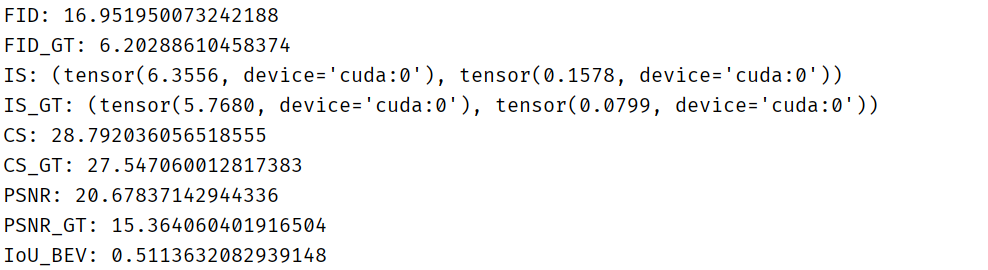 FID: 16.951950073242188
FID_GT: 6.20288610458374
IS: (tensor(6.3556, device='cuda:0'), tensor(0.1578, device='cuda:0'))
IS_GT: (tensor(5.7680, device='cuda:0'), tensor(0.0799, device='cuda:0'))
CS: 28.792036056518555
CS_GT: 27.547060012817383
PSNR: 20.67837142944336
PSNR_GT: 15.364060401916504
IoU_BEV: 0.5113632082939148